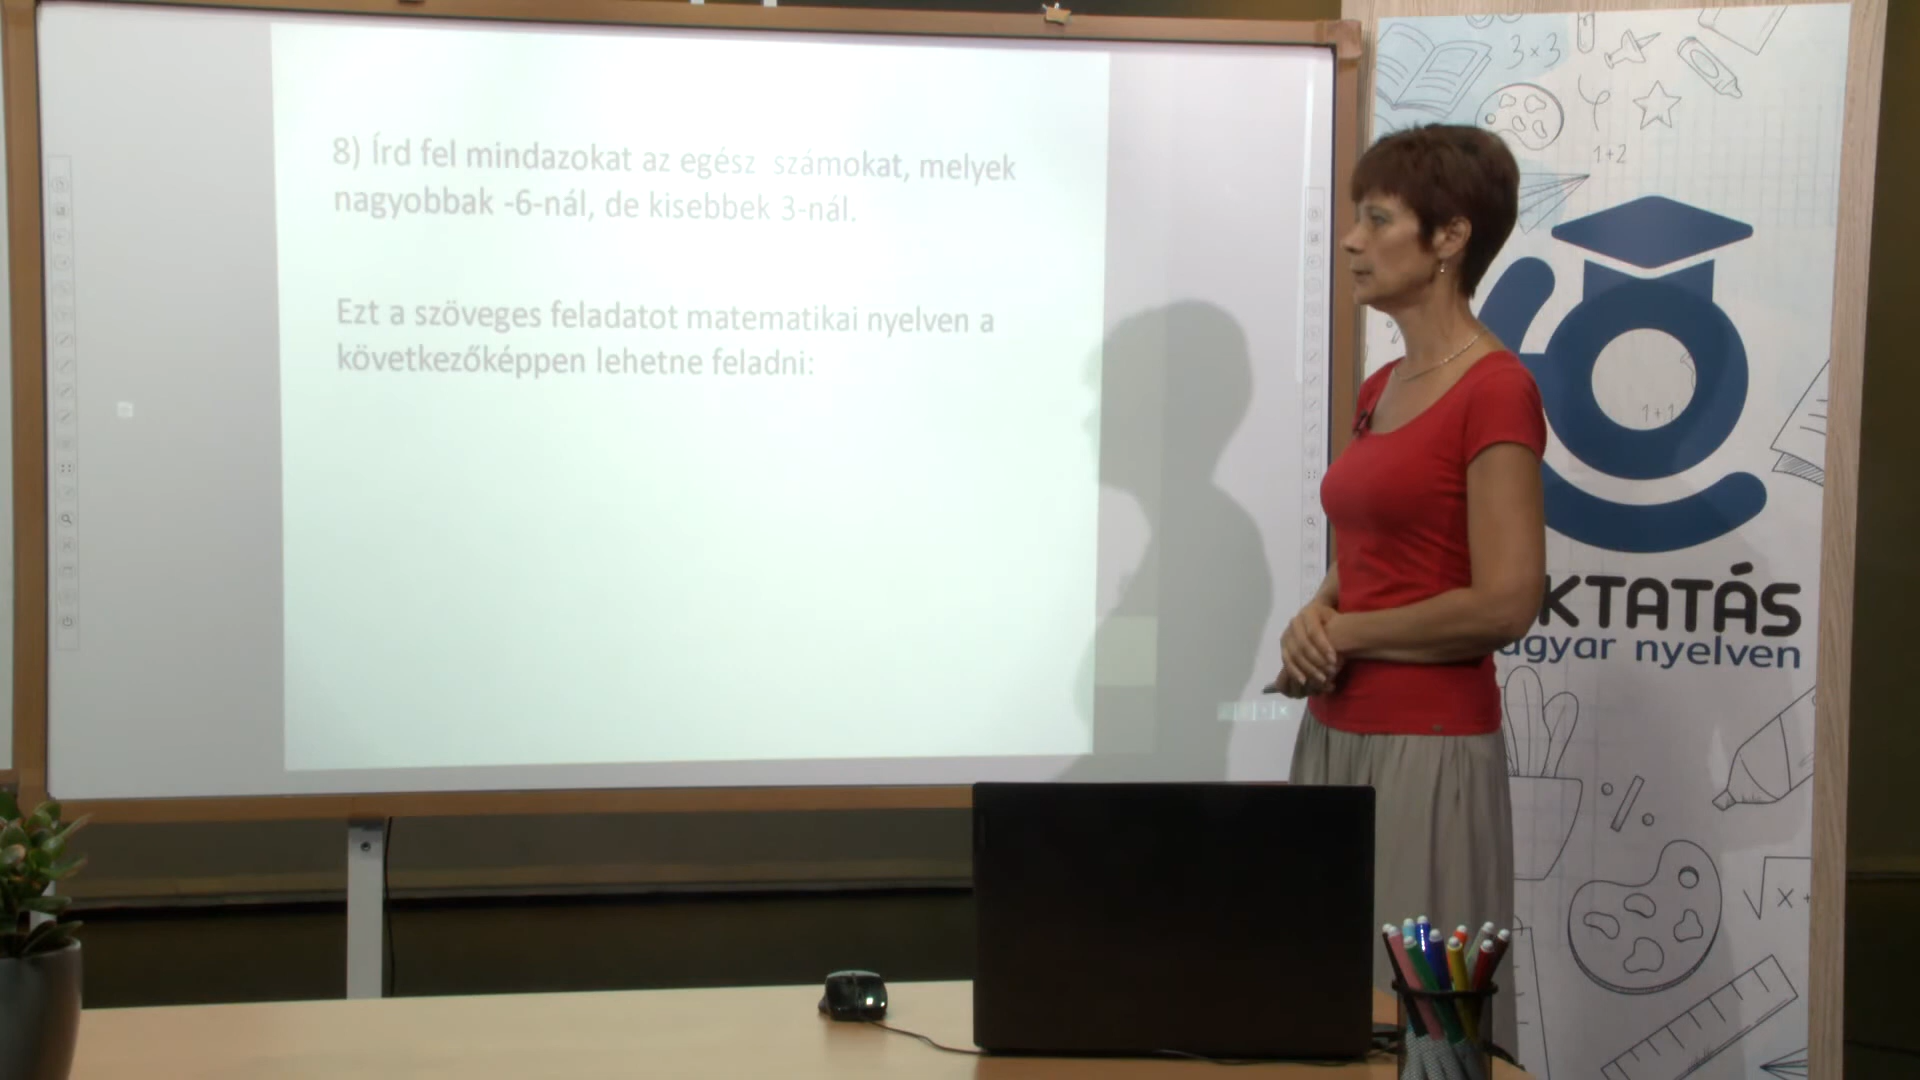 8) Írd fel mindazokat az egész számokat, melyek
nagyobbak -6-nál, de kisebbek 3-nál.
Ezt a szöveges feladatot matematikai nyelven a
következőképpen lehetne feladni:
3×3
1+2
1+1
KTATÁS
agyar nyelven
%
√x+